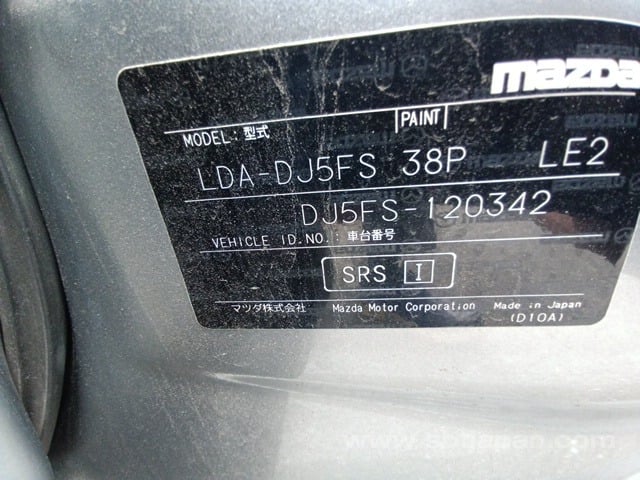 mazda
PAINT
MODEL: 型式
LDA-DJ5FS 38P LE2
DJ5FS-120342
VEHICLE ID.NO.: 車台番号
SRS I
マツダ株式会社 Mazda Motor Corporation Made in Japan
(D10A)